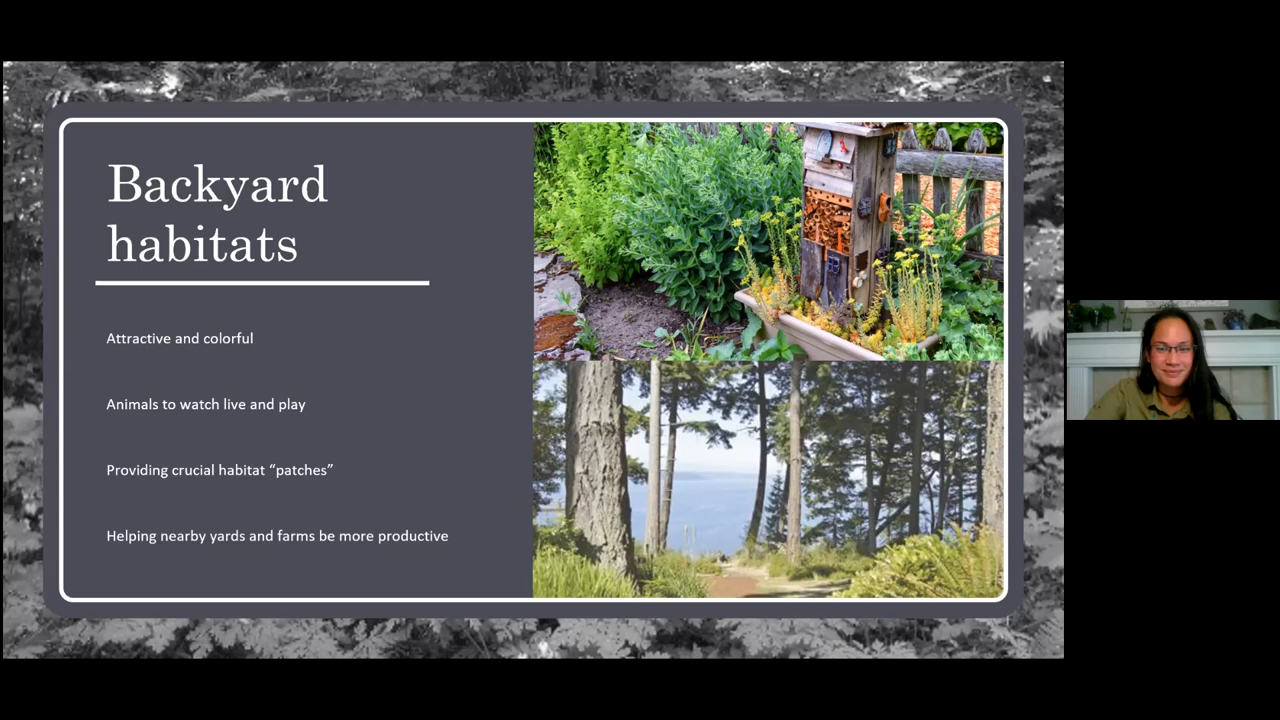 Backyard
habitats
Attractive and colorful
Animals to watch live and play
Providing crucial habitat “patches”
Helping nearby yards and farms be more productive